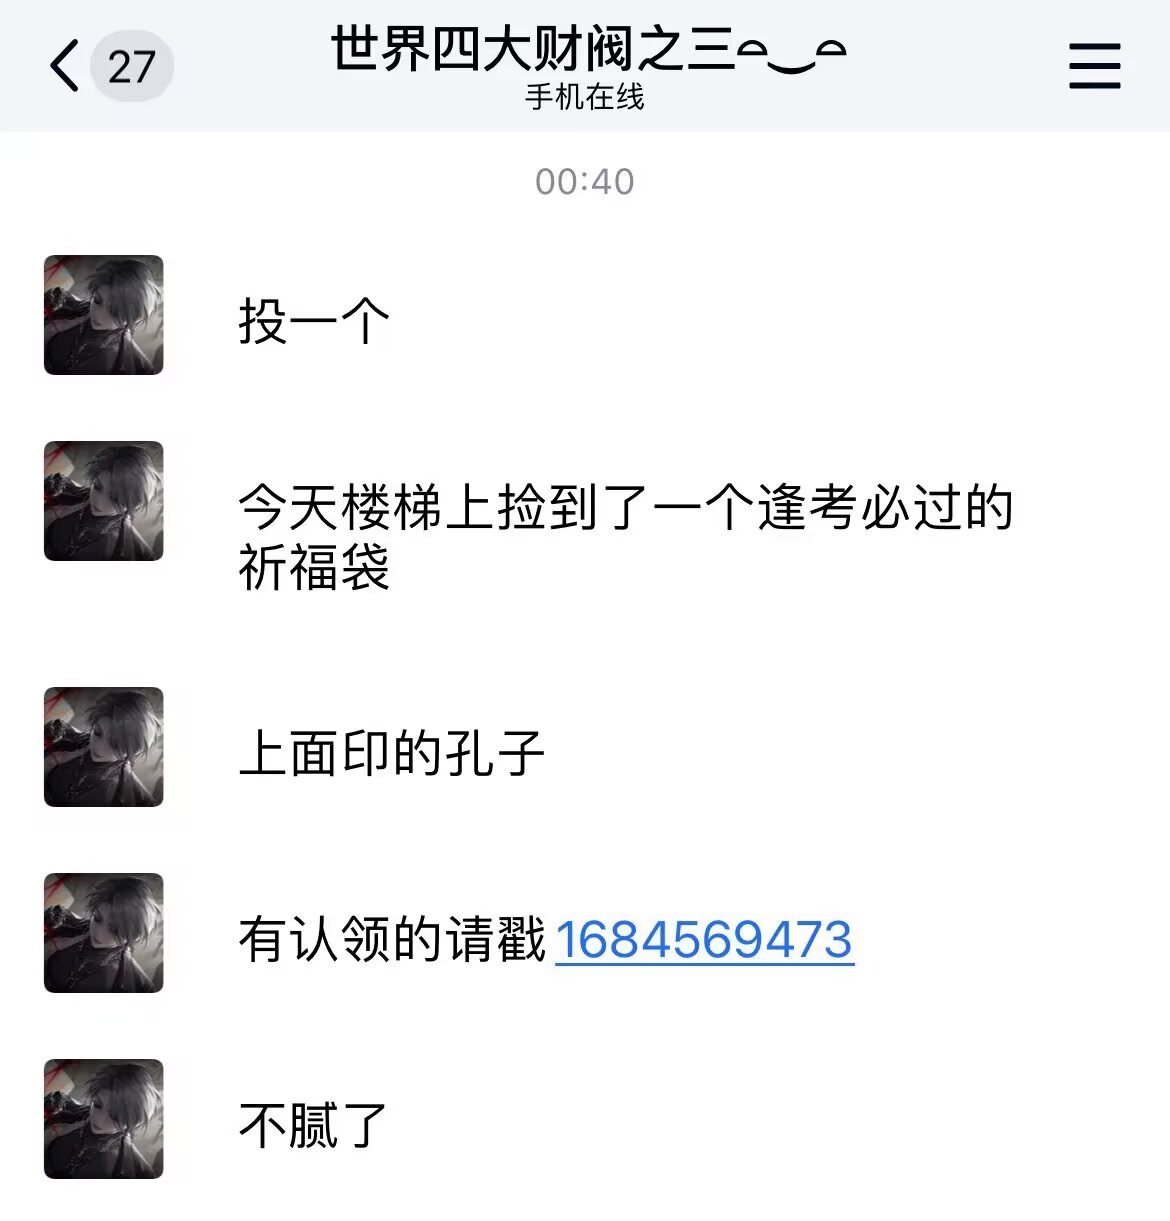 27
世界四大财阀之三⌓‿⌓
手机在线
00:40
投一个
今天楼梯上捡到了一个逢考必过的
祈福袋
上面印的孔子
有认领的请戳1684569473
不腻了